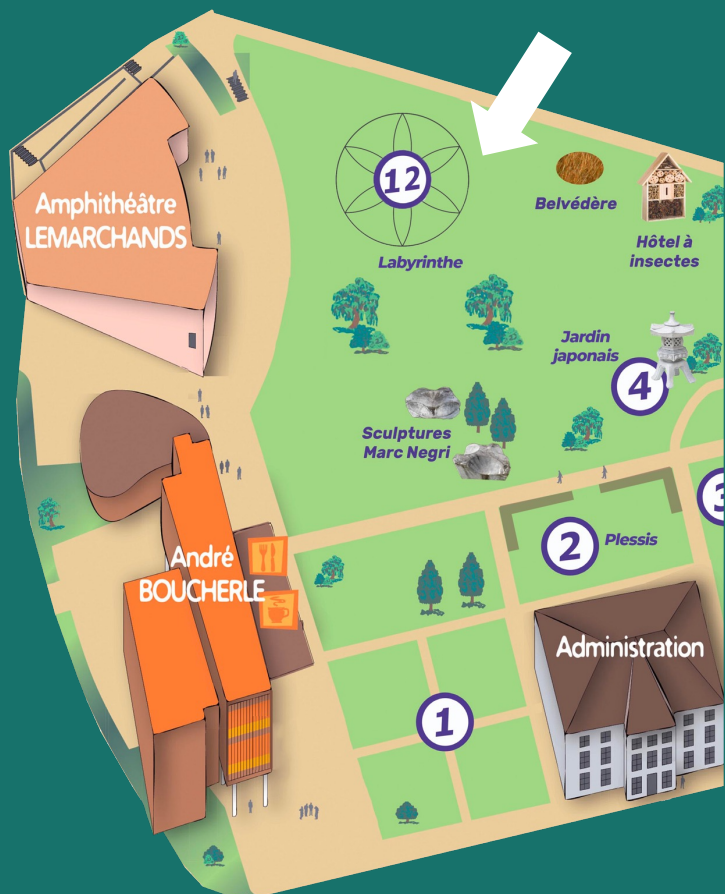 12
Amphithéâtre
LEMARCHANDS
Belvédère
Labyrinthe
Hôtel à
insectes
Jardin
japonais
4
Sculptures
Marc Negri
3
2
Plessis
André
BOUCHERLE
Administration
1